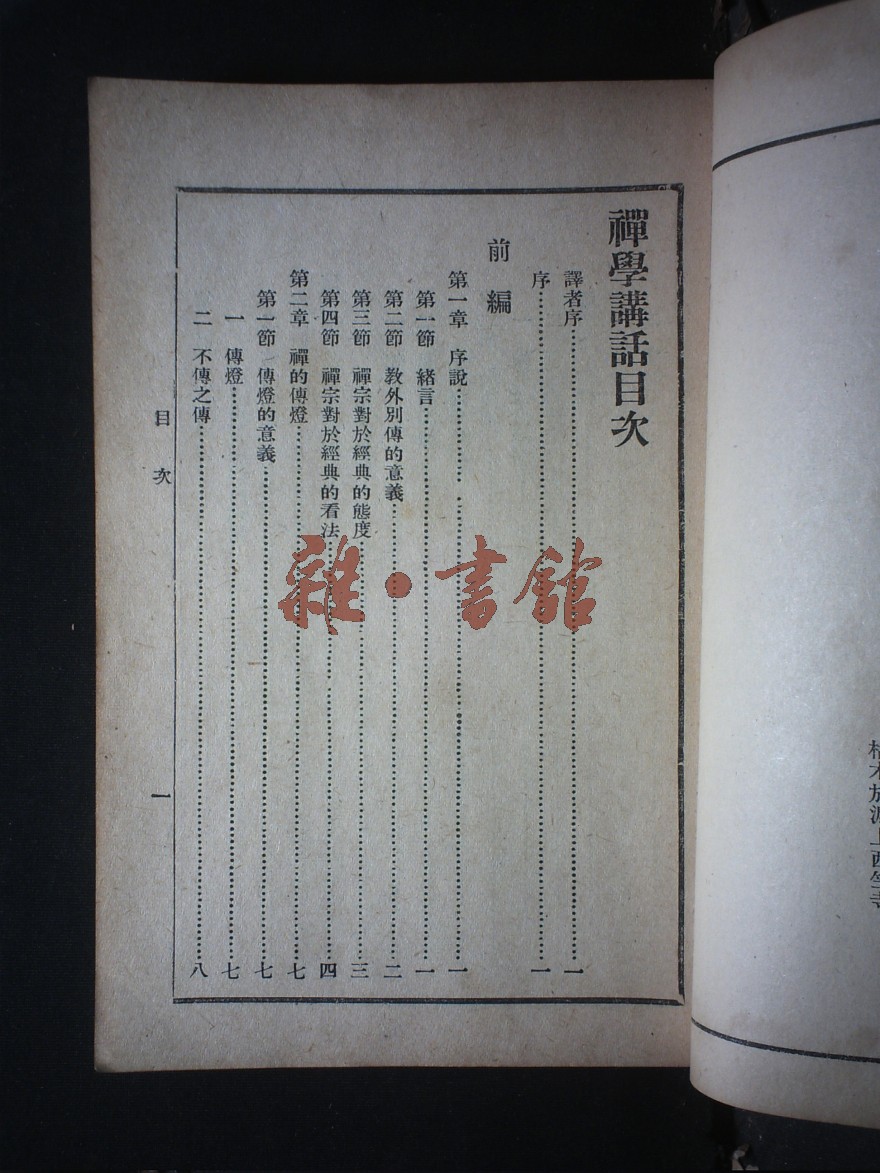 禪學講話目次
譯者序……一
序……一
前編
第一章 序說……一
第一節 緒言……一
第二節 教外別傳的意義……二
第三節 禪宗對於經典的態度……三
第四節 禪宗對於經典的看法……四
第二章 禪的傳燈……七
第一節 傳燈的意義……七
一 傳燈……七
二 不傳之傳……八
目次
一
雜·書館